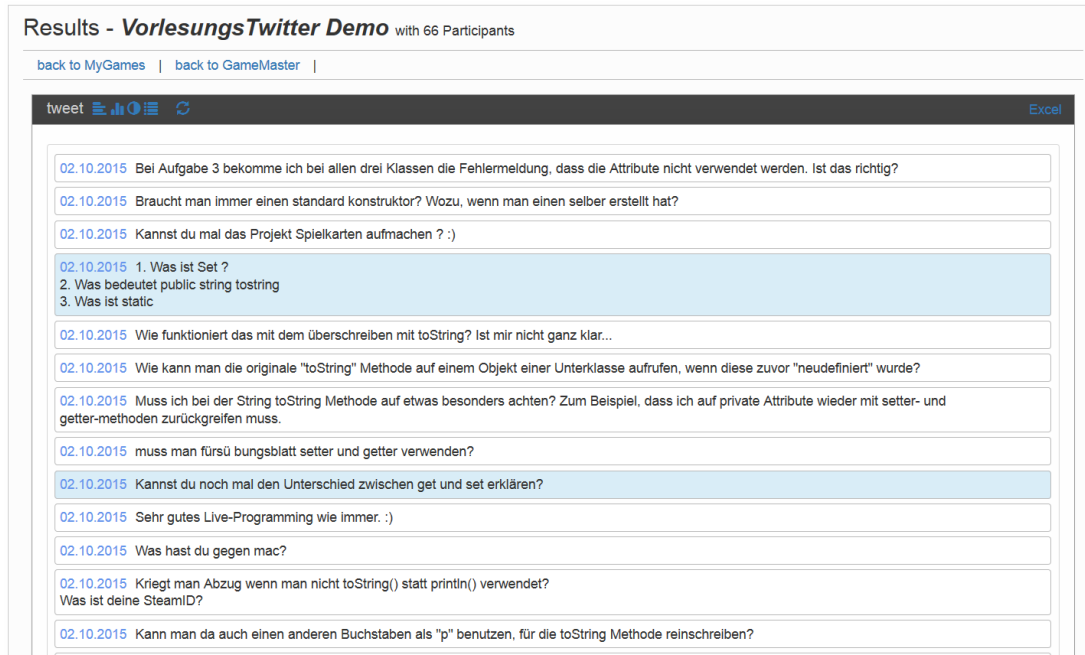 Results - VorlesungsTwitter Demo with 66 Participants
back to MyGames | back to GameMaster |
tweet Excel
02.10.2015 Bei Aufgabe 3 bekomme ich bei allen drei Klassen die Fehlermeldung, dass die Attribute nicht verwendet werden. Ist das richtig?
02.10.2015 Braucht man immer einen standard konstruktor? Wozu, wenn man einen selber erstellt hat?
02.10.2015 Kannst du mal das Projekt Spielkarten aufmachen ? :)
02.10.2015 1. Was ist Set ?
2. Was bedeutet public string tostring
3. Was ist static
02.10.2015 Wie funktioniert das mit dem überschreiben mit toString? Ist mir nicht ganz klar...
02.10.2015 Wie kann man die originale "toString" Methode auf einem Objekt einer Unterklasse aufrufen, wenn diese zuvor "neudefiniert" wurde?
02.10.2015 Muss ich bei der String toString Methode auf etwas besonders achten? Zum Beispiel, dass ich auf private Attribute wieder mit setter- und
getter-methoden zurückgreifen muss.
02.10.2015 muss man fürsü bungsblatt setter und getter verwenden?
02.10.2015 Kannst du noch mal den Unterschied zwischen get und set erklären?
02.10.2015 Sehr gutes Live-Programming wie immer. :)
02.10.2015 Was hast du gegen mac?
02.10.2015 Kriegt man Abzug wenn man nicht toString() statt println() verwendet?
Was ist deine SteamID?
02.10.2015 Kann man da auch einen anderen Buchstaben als "p" benutzen, für die toString Methode reinschreiben?